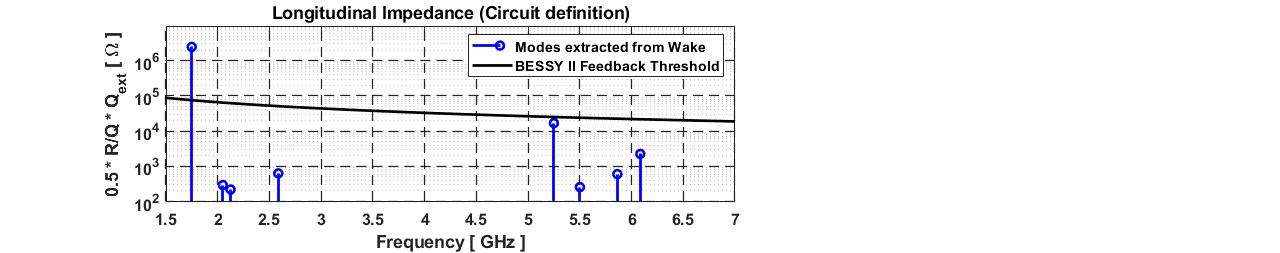 Longitudinal Impedance (Circuit definition)
Modes extracted from Wake
BESSY II Feedback Threshold
0.5 * R/Q * Q_ext [ Ω ]
10^6
10^5
10^4
10^3
10^2
1.5 2 2.5 3 3.5 4 4.5 5 5.5 6 6.5 7
Frequency [ GHz ]